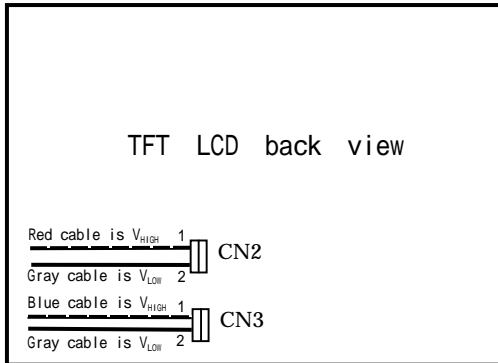 TFT LCD back view
Red cable is VHIGH 1
CN2
Gray cable is VLOW 2
Blue cable is VHIGH 1
CN3
Gray cable is VLOW 2